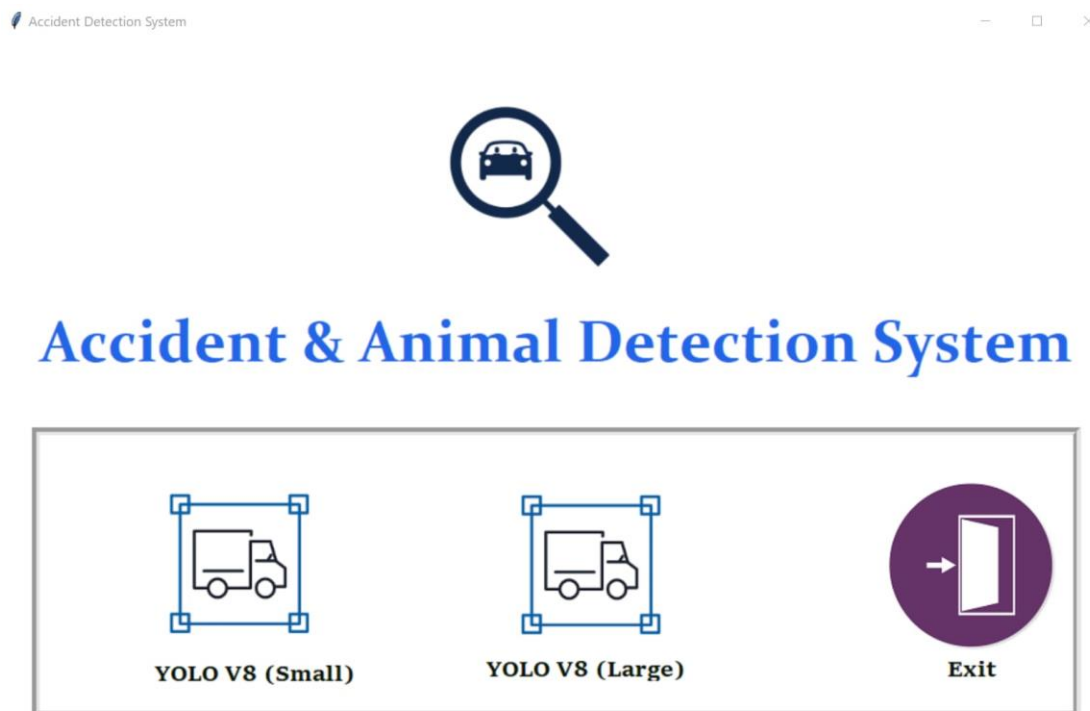 Accident Detection System
Accident & Animal Detection System
YOLO V8 (Small)
YOLO V8 (Large)
Exit